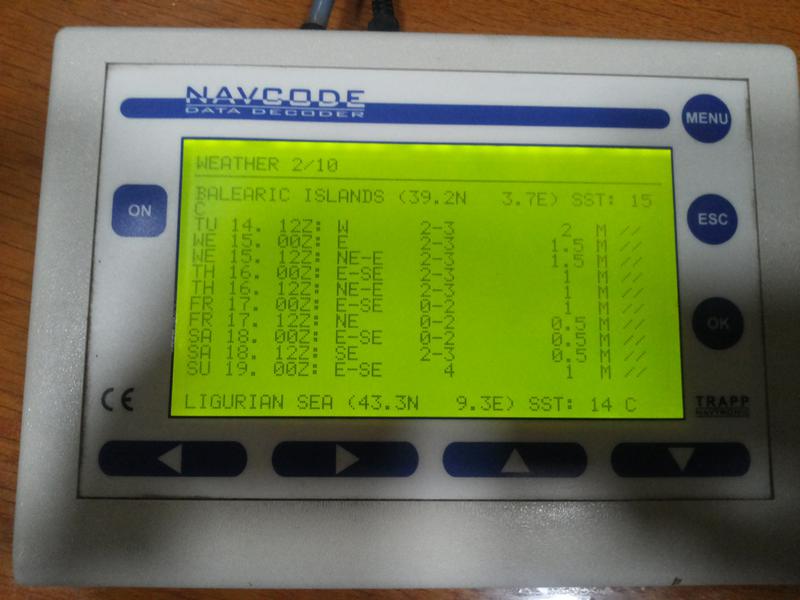 NAVCODE
DATA DECODER
MENU
ON
ESC
OK
WEATHER 2/10
BALEARIC ISLANDS (39.2N 3.7E) SST: 15
C
TU 14. 12Z: W 2-3 2 M //
WE 15. 00Z: E 2-3 1.5 M //
WE 15. 12Z: NE-E 2-3 1.5 M //
TH 16. 00Z: E-SE 2-3 1 M //
TH 16. 12Z: NE-E 2-3 1 M //
FR 17. 00Z: E-SE 0-3 1 M //
FR 17. 12Z: NE 0-2 0.5 M //
SA 18. 00Z: E-SE 0-2 0.5 M //
SA 18. 12Z: SE 2-3 0.5 M //
SU 19. 00Z: E-SE 4 1 M //
LIGURIAN SEA (43.3N 9.3E) SST: 14 C
CE
TRAPP
NAVTRONIC